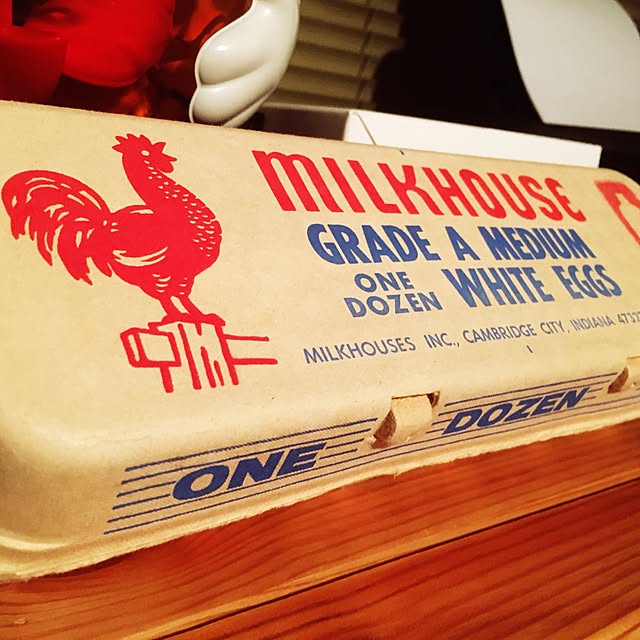 MILKHOUSE
GRADE A MEDIUM
ONE DOZEN WHITE EGGS
MILKHOUSES INC., CAMBRIDGE CITY, INDIANA
ONE DOZEN